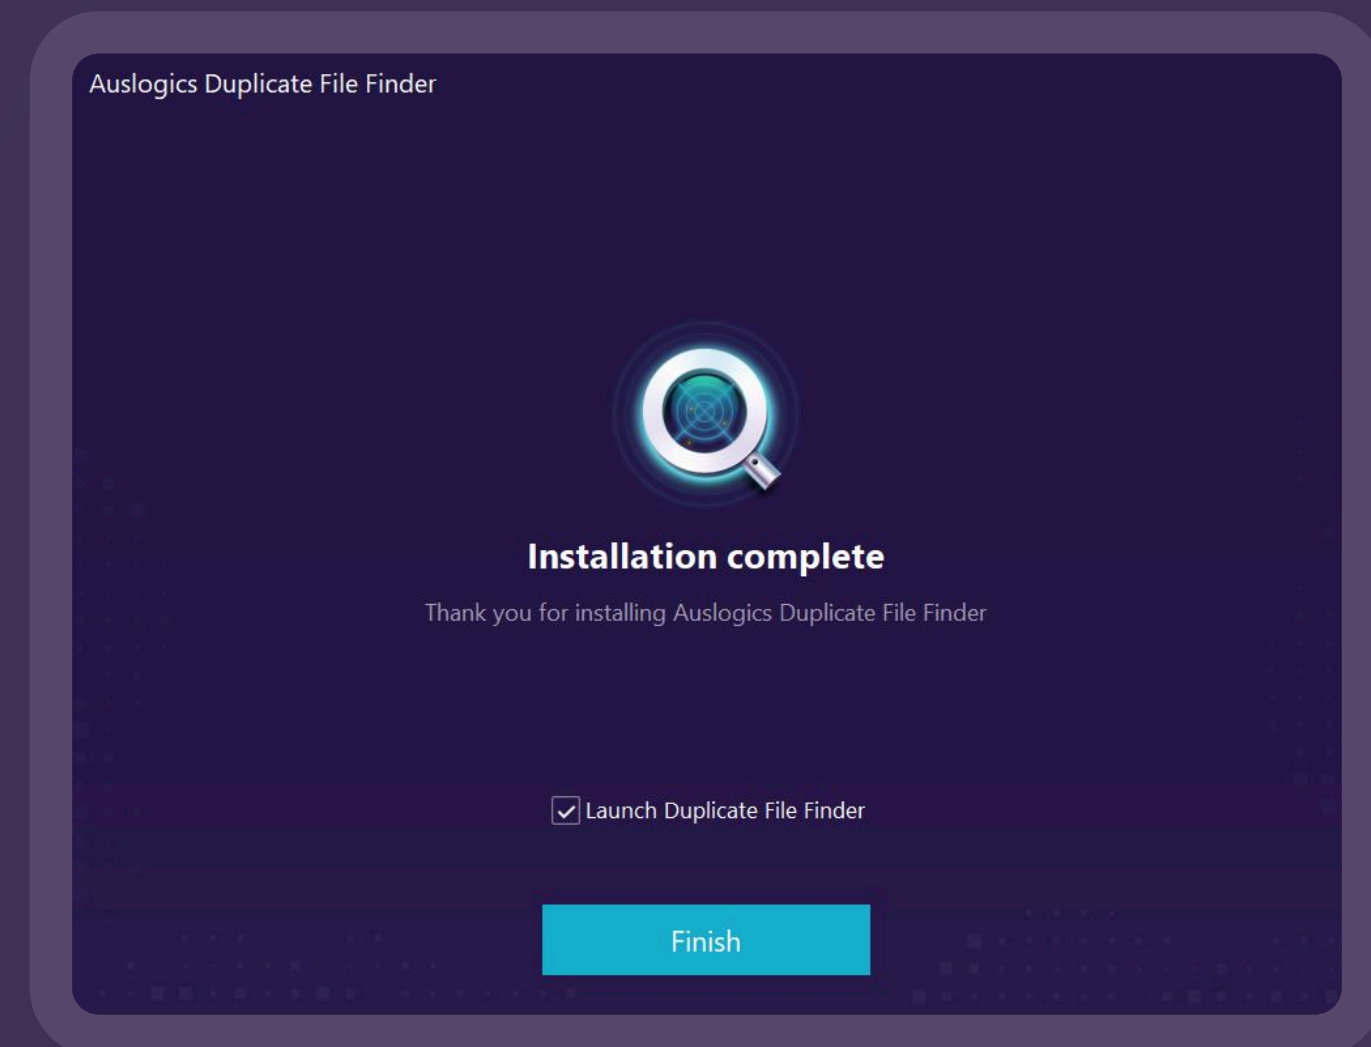 Auslogics Duplicate File Finder
Installation complete
Thank you for installing Auslogics Duplicate File Finder
Launch Duplicate File Finder
Finish